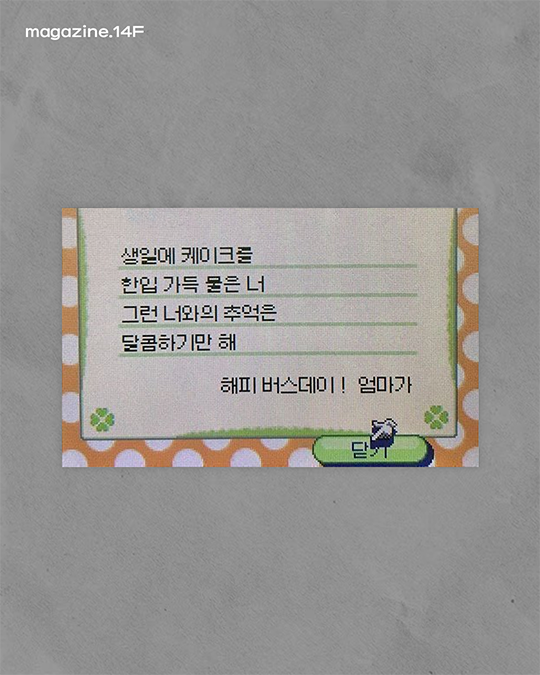 magazine.14F
생일에 케이크를
한입 가득 물은 너
그런 너와의 추억은
달콤하기만 해
해피 버스데이! 엄마가
닫기